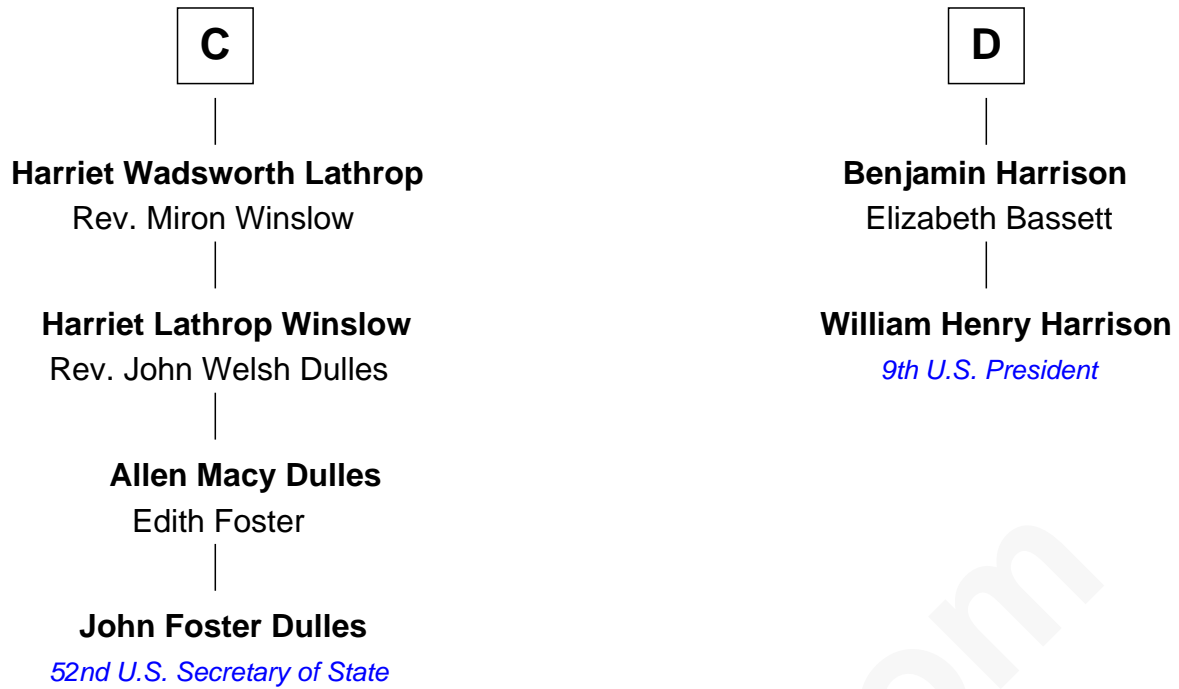 C
Harriet Wadsworth Lathrop
Rev. Miron Winslow
Harriet Lathrop Winslow
Rev. John Welsh Dulles
Allen Macy Dulles
Edith Foster
John Foster Dulles
52nd U.S. Secretary of State
D
Benjamin Harrison
Elizabeth Bassett
William Henry Harrison
9th U.S. President
om